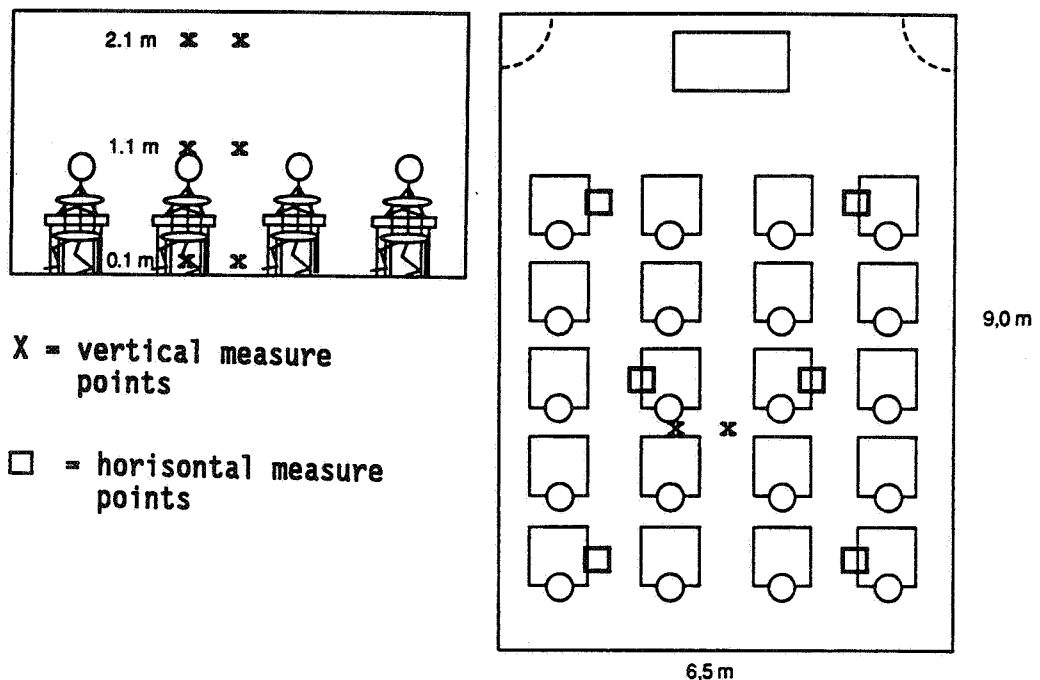 2.1 m
1.1 m
0.1 m
X = vertical measure
points
= horisontal measure
points
9,0 m
6,5 m